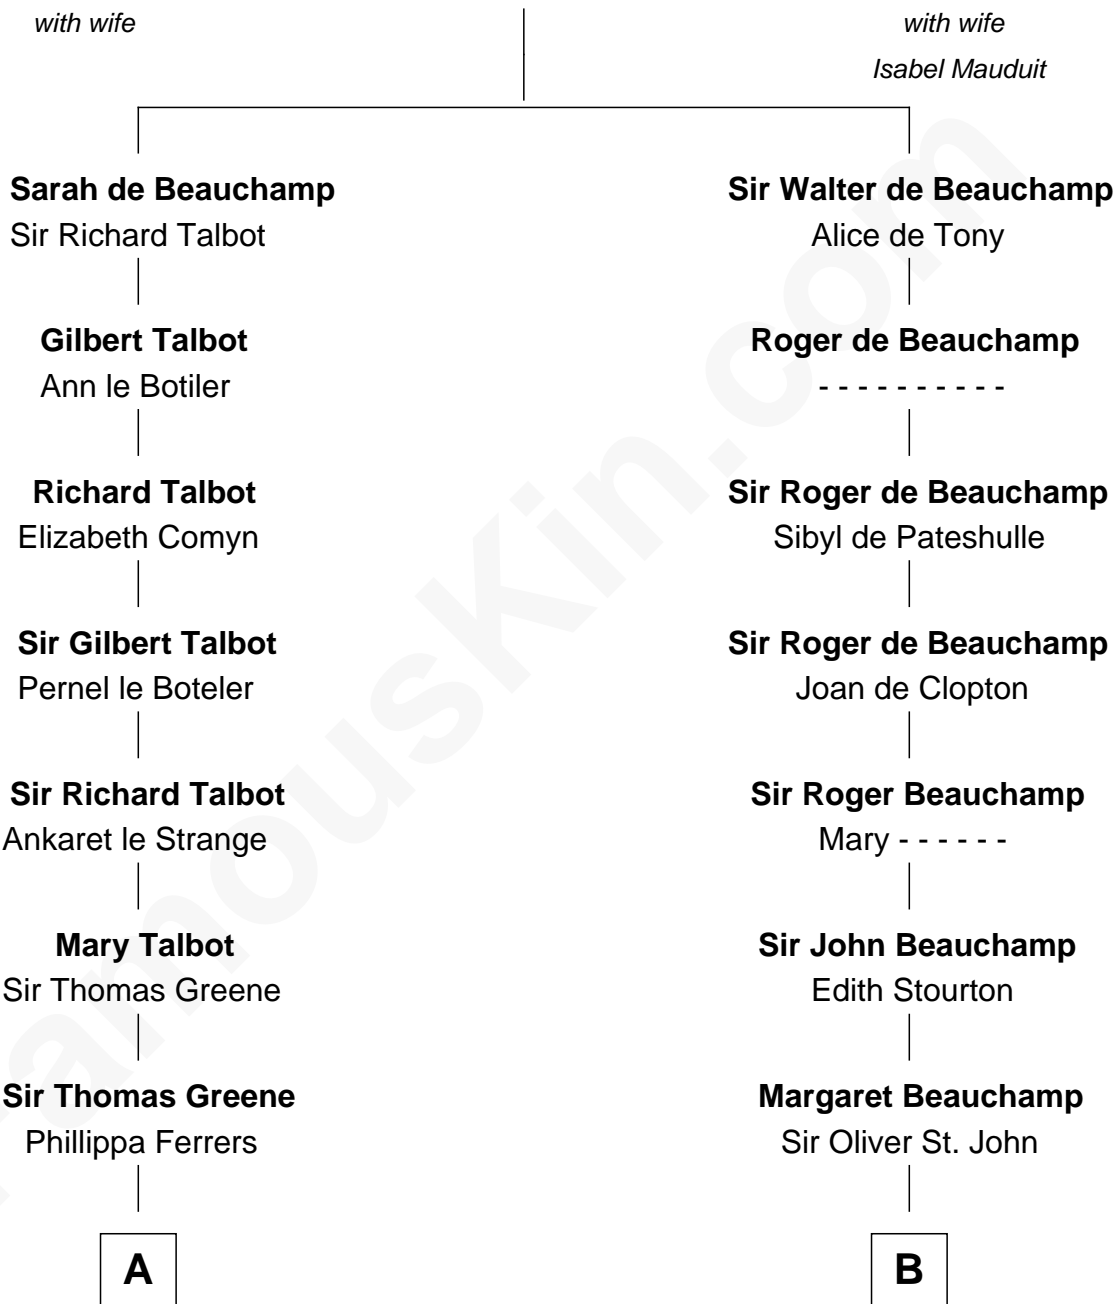 with wife
with wife
Isabel Mauduit
Sarah de Beauchamp
Sir Walter de Beauchamp
Sir Richard Talbot
Alice de Tony
Gilbert Talbot
Roger de Beauchamp
Ann le Botiler
- - - - - - - - - -
Richard Talbot
Sir Roger de Beauchamp
Elizabeth Comyn
Sibyl de Pateshulle
Sir Gilbert Talbot
Sir Roger de Beauchamp
Pernel le Boteler
Joan de Clopton
Sir Richard Talbot
Sir Roger Beauchamp
Ankaret le Strange
Mary - - - - - -
Mary Talbot
Sir John Beauchamp
Sir Thomas Greene
Edith Stourton
Sir Thomas Greene
Margaret Beauchamp
Phillippa Ferrers
Sir Oliver St. John
A
B
FamousKin.com